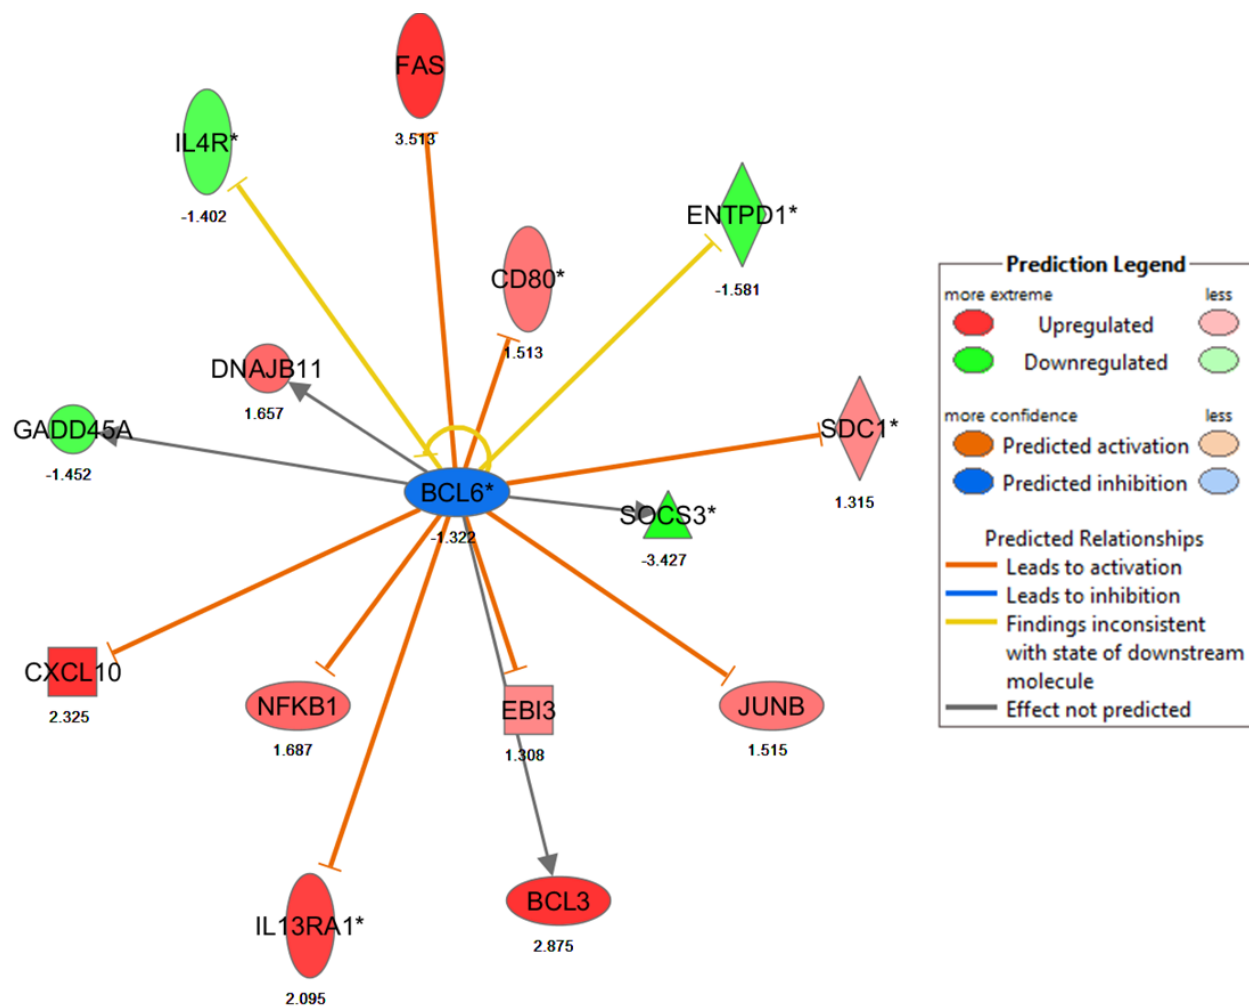 FAS
3.513
IL4R*
-1.402
ENTPD1*
-1.581
CD80*
1.513
DNAJB11
1.657
GADD45A
-1.452
SDC1*
1.315
BCL6*
-1.322
SOCS3*
-3.427
CXCL10
2.325
NFKB1
1.687
EBI3
1.308
JUNB
1.515
IL13RA1*
2.095
BCL3
2.875
Prediction Legend
more extreme less
Upregulated
Downregulated
more confidence less
Predicted activation
Predicted inhibition
Predicted Relationships
Leads to activation
Leads to inhibition
Findings inconsistent
with state of downstream
molecule
Effect not predicted